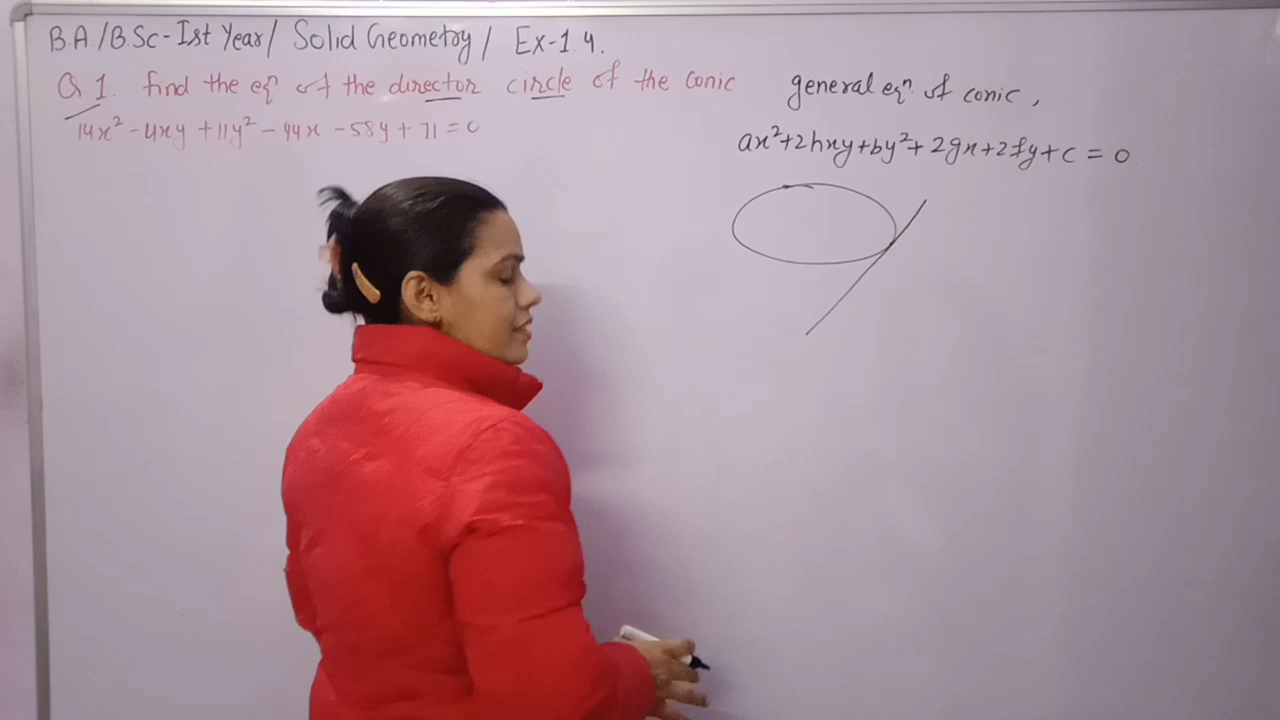 B.A./B.Sc-Ist Year/ Solid Geometry/ Ex-1.4.
Q.1. find the eqⁿ of the director circle of the conic
14x² - 4xy + 11y² - 44x - 58y + 71 = 0
general eqⁿ. of conic,
ax²+2hxy+by²+2gx+2fy+c = 0